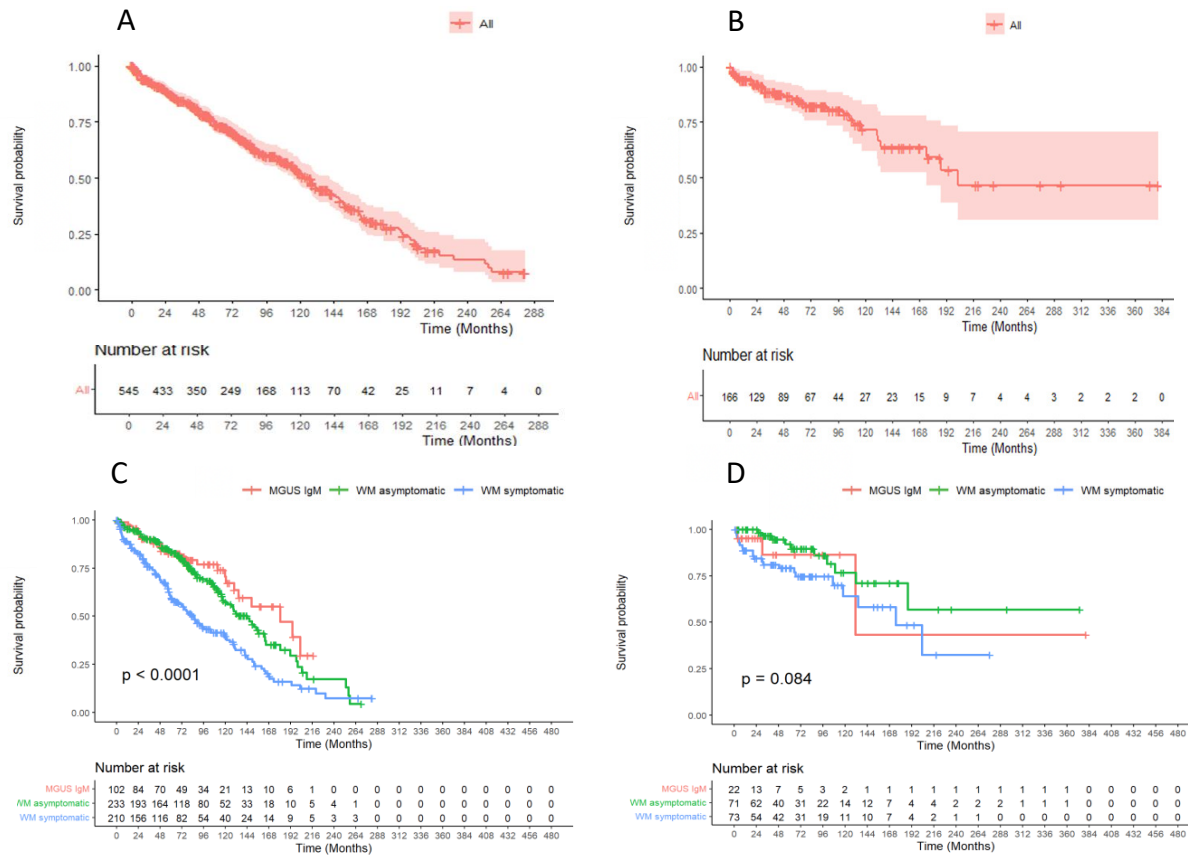 A
All
1.00
0.75
0.50
0.25
0.00
Survival probability
0 24 48 72 96 120 144 168 192 216 240 264 288
Time (Months)
Number at risk
All 545 433 350 249 168 113 70 42 25 11 7 4 0
0 24 48 72 96 120 144 168 192 216 240 264 288
Time (Months)
B
All
1.00
0.75
0.50
0.25
0.00
Survival probability
0 24 48 72 96 120 144 168 192 216 240 264 288 312 336 360 384
Time (Months)
Number at risk
All 166 129 89 67 44 27 23 15 9 7 4 4 3 2 2 2 0
0 24 48 72 96 120 144 168 192 216 240 264 288 312 336 360 384
Time (Months)
C
MGUS IgM WM asymptomatic WM symptomatic
1.00
0.75
0.50
0.25
0.00
Survival probability
p < 0.0001
0 24 48 72 96 120 144 168 192 216 240 264 288 312 336 360 384 408 432 456 480
Time (Months)
Number at risk
MGUS IgM 102 84 70 49 34 21 13 10 6 1 0 0 0 0 0 0 0 0 0 0 0
WM asymptomatic 233 193 164 118 80 52 33 18 10 5 4 1 0 0 0 0 0 0 0 0 0
WM symptomatic 210 156 116 82 54 40 24 14 9 5 3 3 0 0 0 0 0 0 0 0 0
0 24 48 72 96 120 144 168 192 216 240 264 288 312 336 360 384 408 432 456 480
Time (Months)
D
MGUS IgM WM asymptomatic WM symptomatic
1.00
0.75
0.50
0.25
0.00
Survival probability
p = 0.084
0 24 48 72 96 120 144 168 192 216 240 264 288 312 336 360 384 408 432 456 480
Time (Months)
Number at risk
MGUS IgM 22 13 7 5 3 2 1 1 1 1 1 1 1 1 1 1 0 0 0 0 0
WM asymptomatic 71 62 40 31 22 14 12 7 4 4 2 2 2 1 1 1 0 0 0 0 0
WM symptomatic 73 54 42 31 19 11 10 7 4 2 1 1 0 0 0 0 0 0 0 0 0
0 24 48 72 96 120 144 168 192 216 240 264 288 312 336 360 384 408 432 456 480
Time (Months)